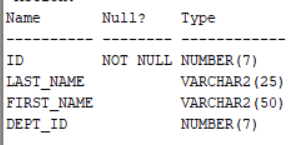 Name       Null?    Type
---------- -------- ------------
ID         NOT NULL NUMBER(7)
LAST_NAME           VARCHAR2(25)
FIRST_NAME          VARCHAR2(50)
DEPT_ID             NUMBER(7)